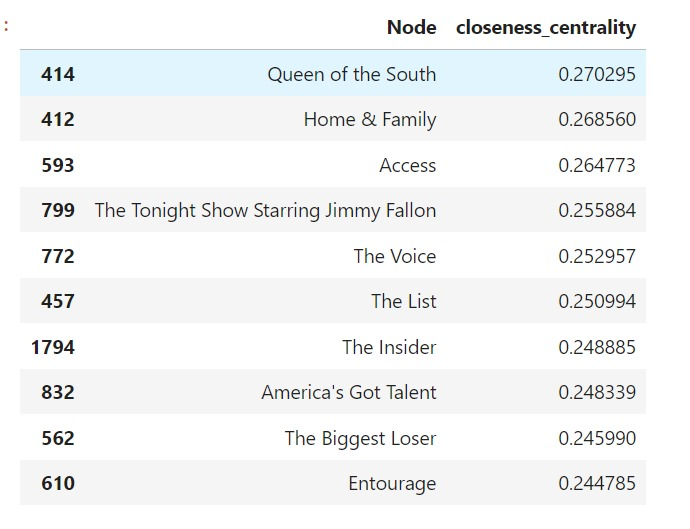 :
Node closeness_centrality
414 Queen of the South 0.270295
412 Home & Family 0.268560
593 Access 0.264773
799 The Tonight Show Starring Jimmy Fallon 0.255884
772 The Voice 0.252957
457 The List 0.250994
1794 The Insider 0.248885
832 America's Got Talent 0.248339
562 The Biggest Loser 0.245990
610 Entourage 0.244785